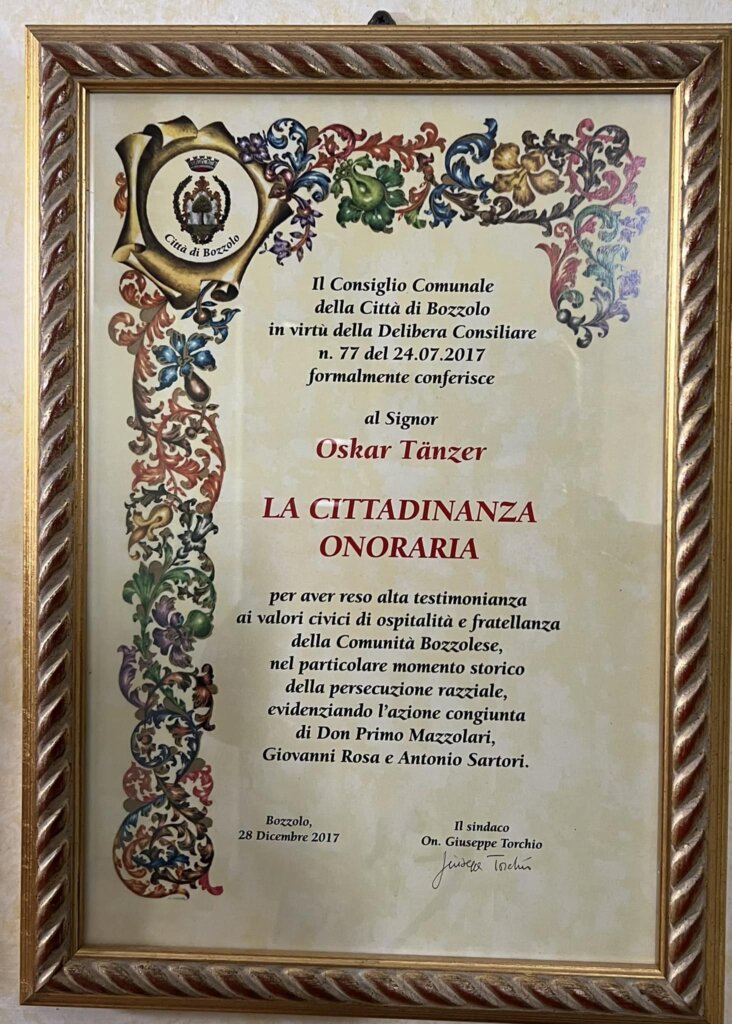 Città di Bozzolo
Il Consiglio Comunale
della Città di Bozzolo
in virtù della Delibera Consiliare
n. 77 del 24.07.2017
formalmente conferisce
al Signor
Oskar Tänzer
LA CITTADINANZA
ONORARIA
per aver reso alta testimonianza
ai valori civici di ospitalità e fratellanza
della Comunità Bozzolese,
nel particolare momento storico
della persecuzione razziale,
evidenziando l'azione congiunta
di Don Primo Mazzolari,
Giovanni Rosa e Antonio Sartori.
Bozzolo,
28 Dicembre 2017
Il sindaco
On. Giuseppe Torchio
Giuseppe Torchio